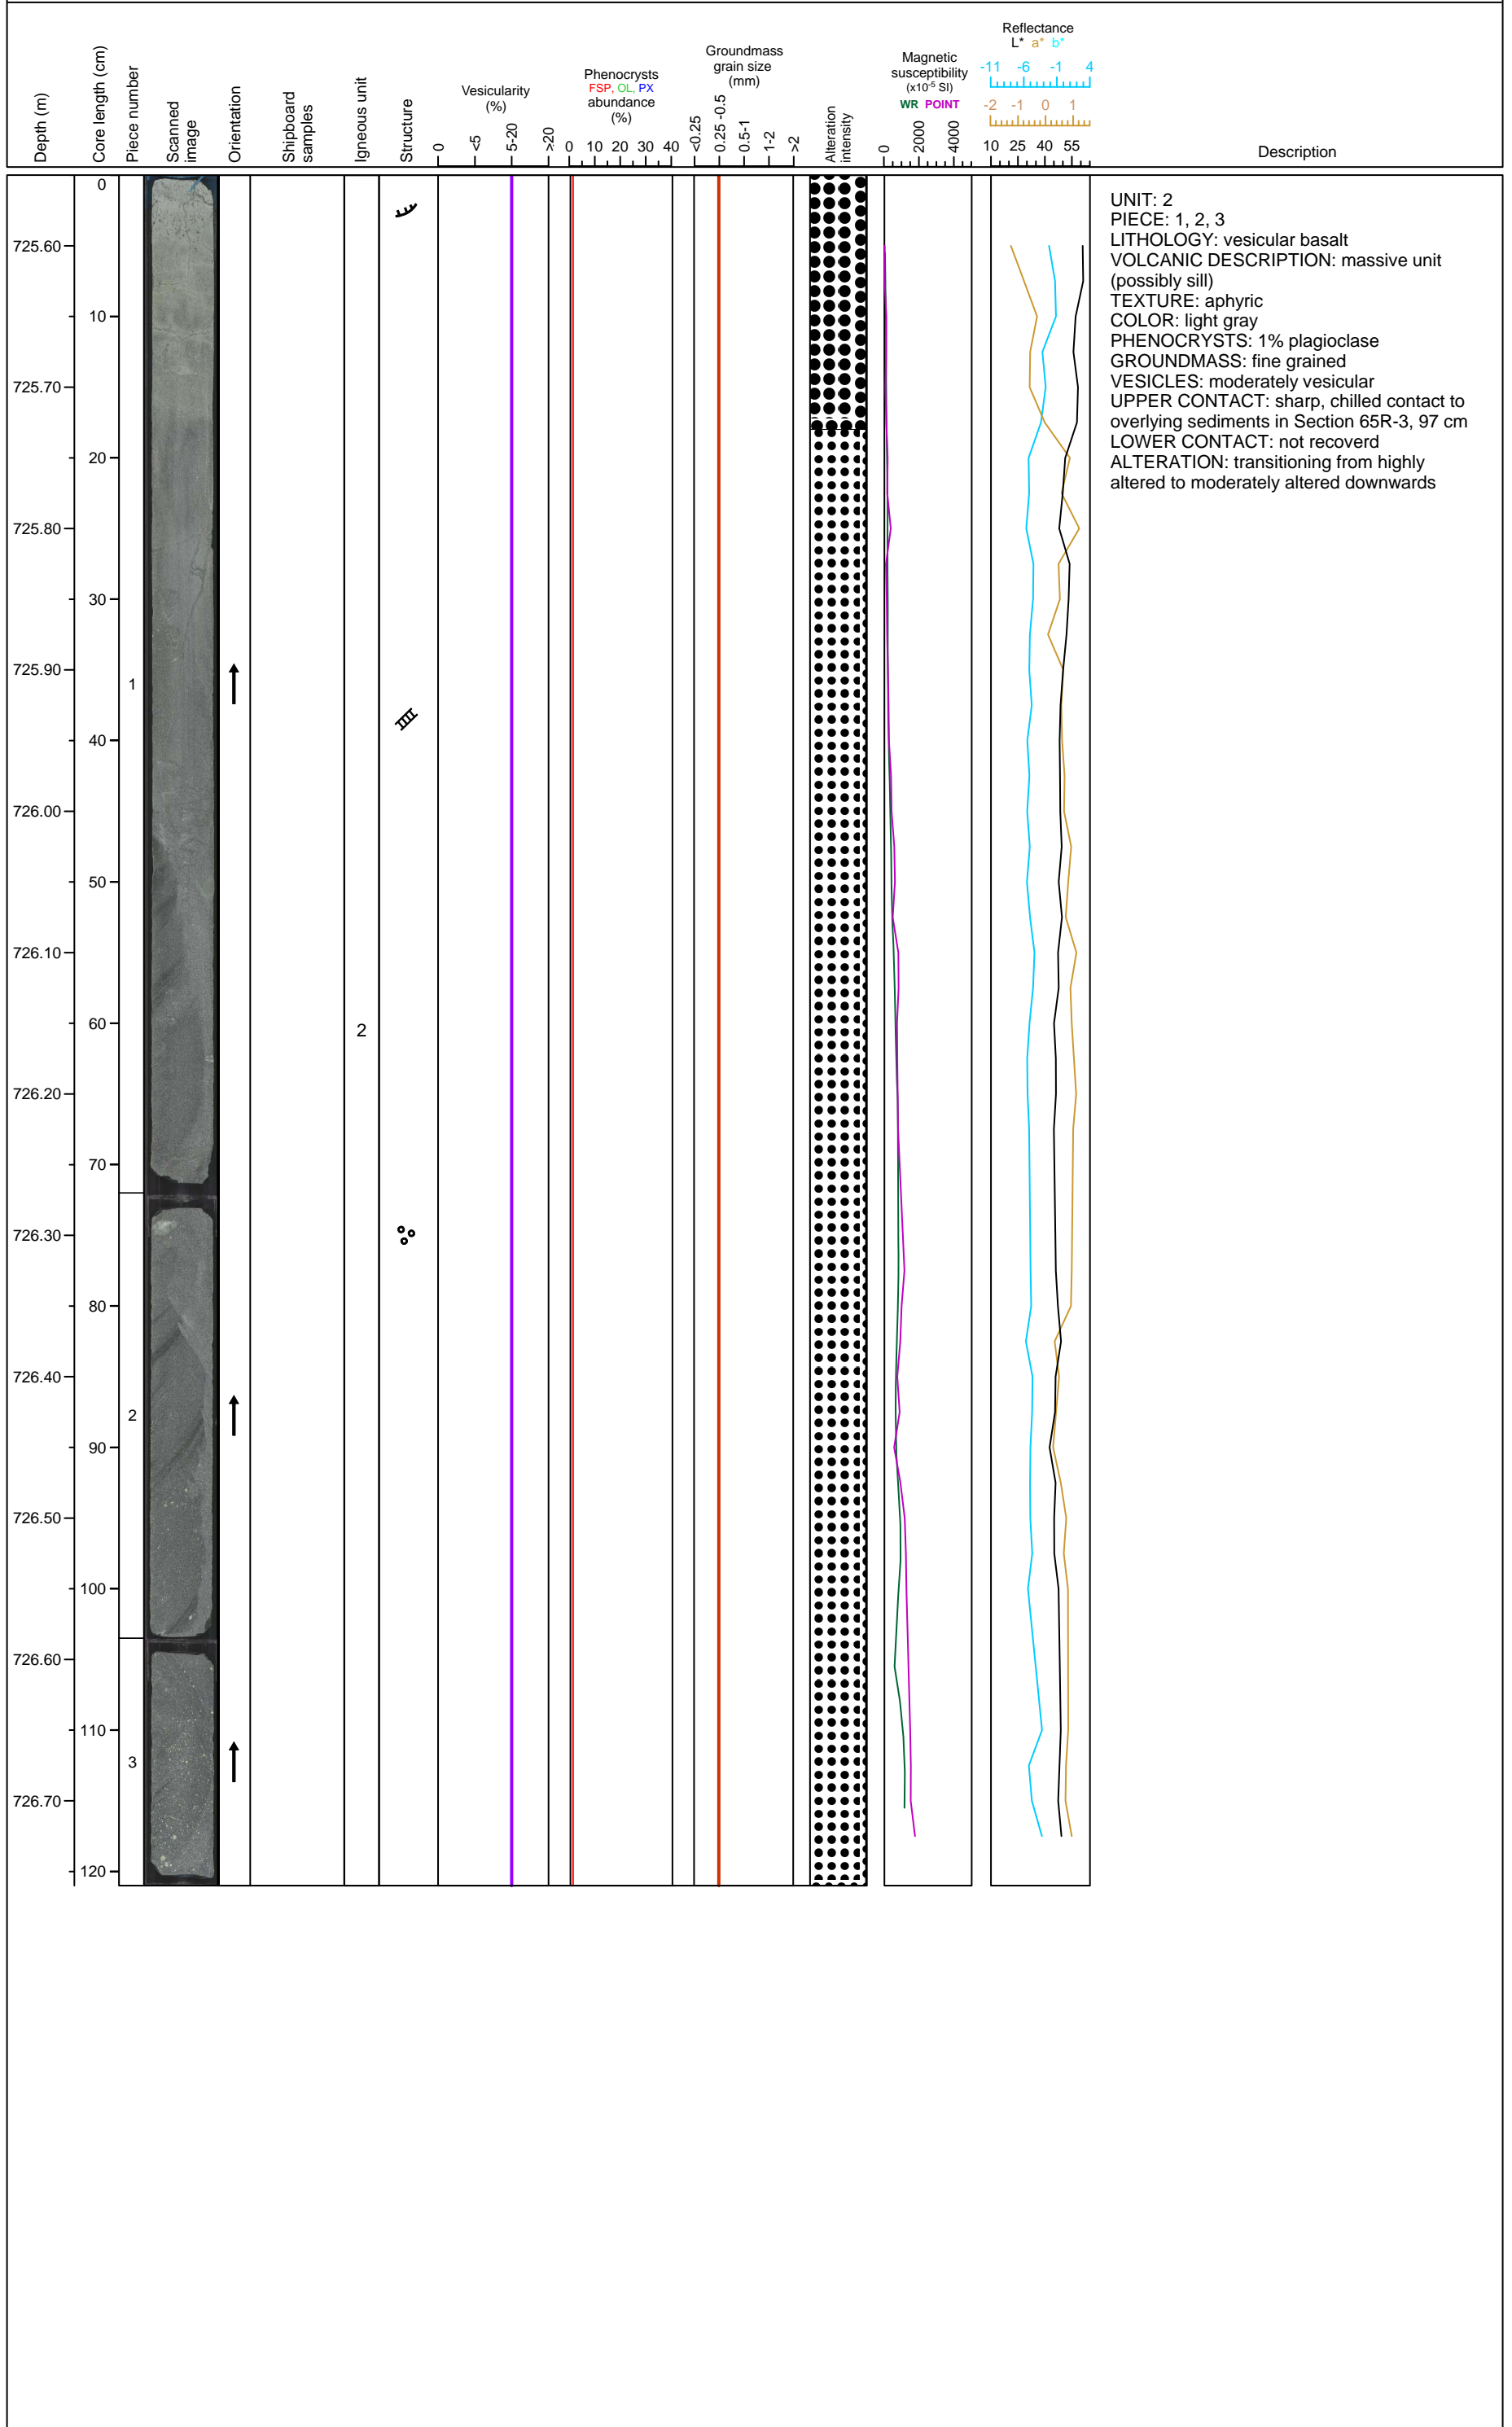 Depth (m)
Core length (cm)
Piece number
Scanned
image
Orientation
Shipboard
samples
Igneous unit
Structure
Vesicularity
(%)
0
<5
5-20
>20
Phenocrysts
FSP, OL, PX
abundance
(%)
0 10 20 30 40
Groundmass
grain size
(mm)
<0.25
0.25 -0.5
0.5-1
1-2
>2
Alteration
intensity
Magnetic
susceptibility
(x10-5 SI)
WR POINT
0
2000
4000
Reflectance
L* a* b*
-11 -6 -1 4
-2 -1 0 1
10 25 40 55
Description
0
725.60
10
725.70
20
725.80
30
725.90
1
40
726.00
50
726.10
60
2
726.20
70
726.30
80
726.40
2
90
726.50
100
726.60
110
3
726.70
120
UNIT: 2
PIECE: 1, 2, 3
LITHOLOGY: vesicular basalt
VOLCANIC DESCRIPTION: massive unit
(possibly sill)
TEXTURE: aphyric
COLOR: light gray
PHENOCRYSTS: 1% plagioclase
GROUNDMASS: fine grained
VESICLES: moderately vesicular
UPPER CONTACT: sharp, chilled contact to
overlying sediments in Section 65R-3, 97 cm
LOWER CONTACT: not recoverd
ALTERATION: transitioning from highly
altered to moderately altered downwards